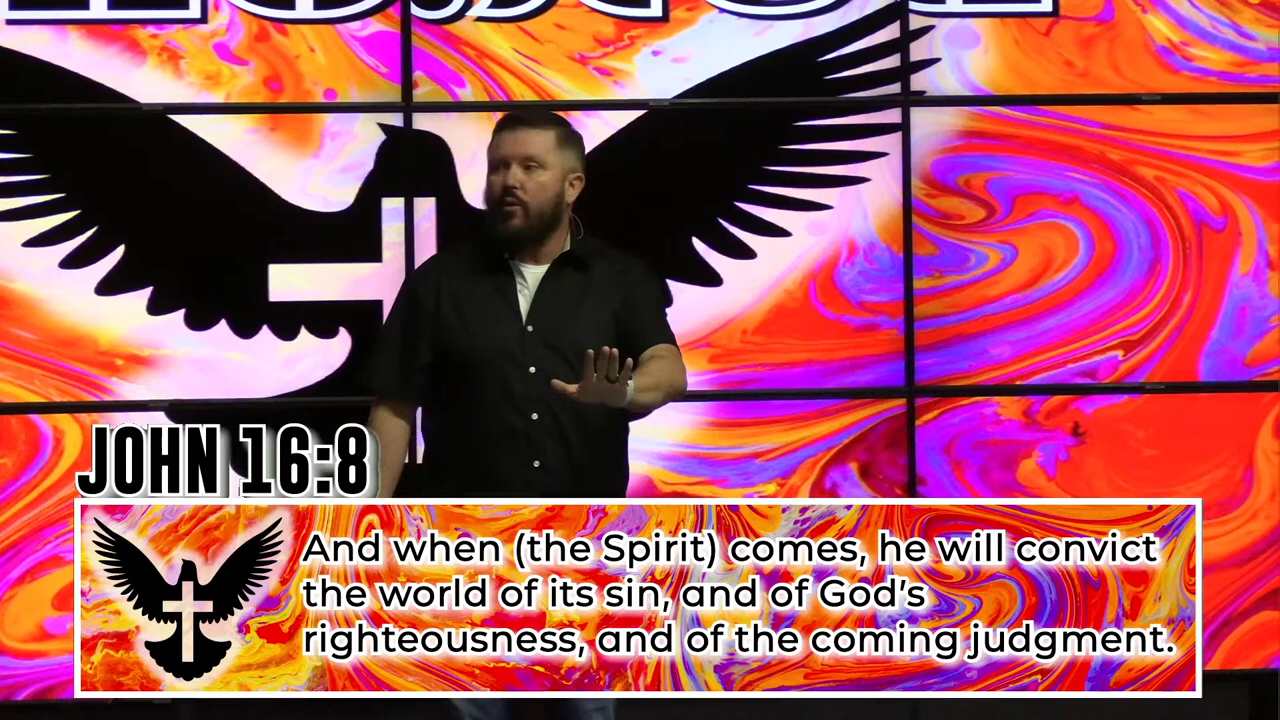 JOHN 16:8
And when (the Spirit) comes, he will convict
the world of its sin, and of God's
righteousness, and of the coming judgment.